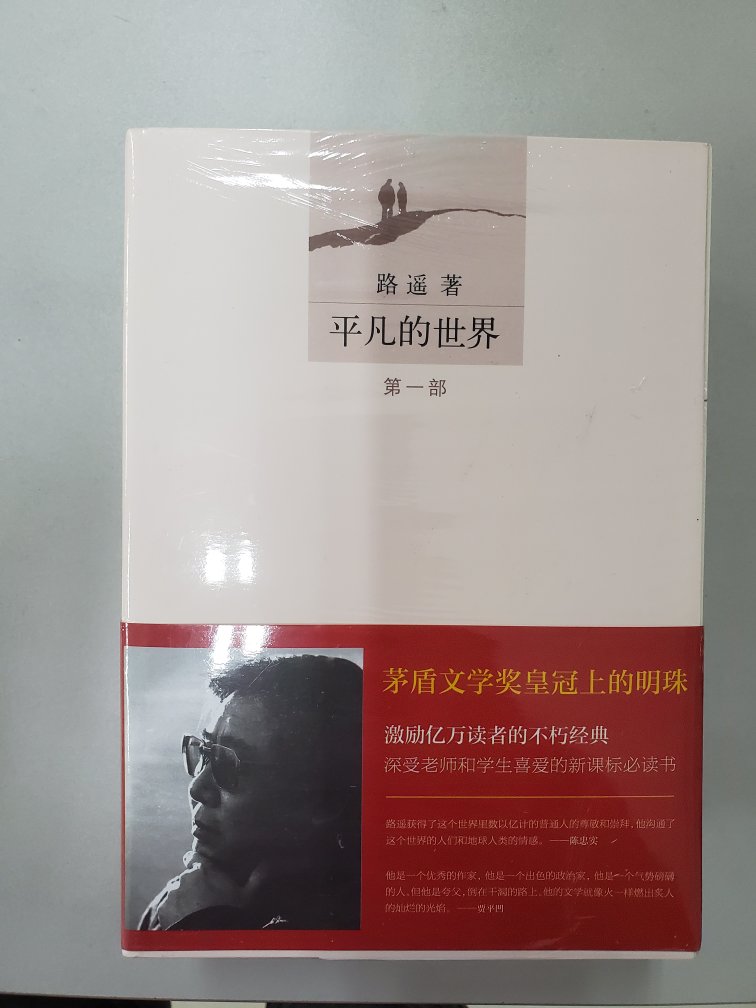 路遥 著
平凡的世界
第一部
茅盾文学奖皇冠上的明珠
激励亿万读者的不朽经典
深受老师和学生喜爱的新课标必读书
路遥获得了这个世界里数以亿计的普通人的尊敬和崇拜，他沟通了
这个世界的人们和地球人类的情感。——陈忠实
他是一个优秀的作家，他是一个出色的政治家，他是一个气势磅礴
的人。但他是夸父，倒在干渴的路上。他的文学就像火一样燃出炙人
的灿烂的光焰。——贾平凹